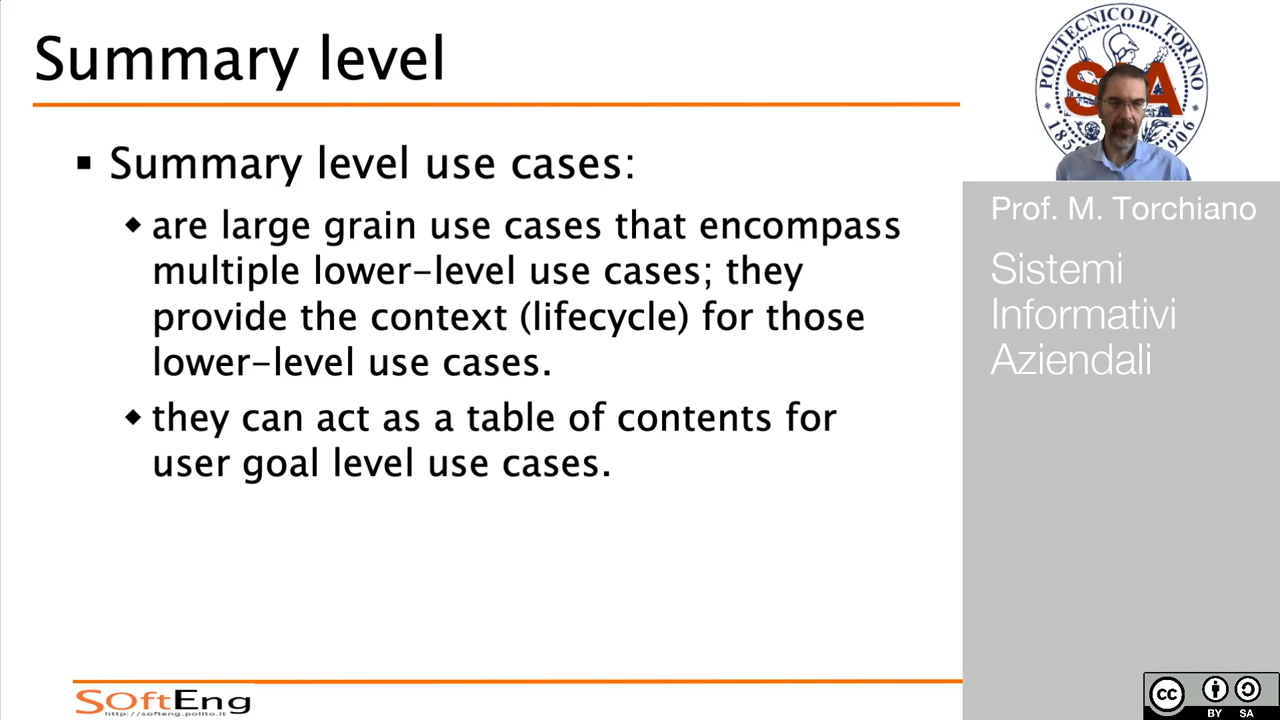 Summary level
Summary level use cases:
are large grain use cases that encompass
multiple lower-level use cases; they
provide the context (lifecycle) for those
lower-level use cases.
they can act as a table of contents for
user goal level use cases.
SOftEng
http://softeng.polito.it
POLITECNICO DI TORINO
Prof. M. Torchiano
Sistemi
Informativi
Aziendali
cc
BY SA